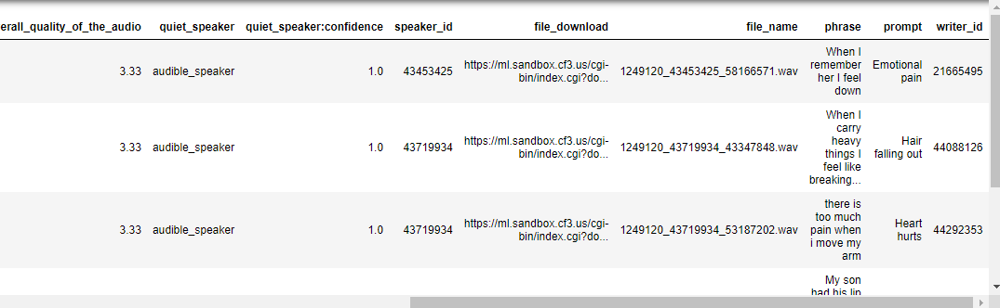 erall_quality_of_the_audio quiet_speaker quiet_speaker:confidence speaker_id file_download file_name phrase prompt writer_id
3.33 audible_speaker 1.0 43453425 https://ml.sandbox.cf3.us/cgi-bin/index.cgi?do... 1249120_43453425_58166571.wav When I remember her I feel down Emotional pain 21665495
3.33 audible_speaker 1.0 43719934 https://ml.sandbox.cf3.us/cgi-bin/index.cgi?do... 1249120_43719934_43347848.wav When I carry heavy things I feel like breaking... Hair falling out 44088126
3.33 audible_speaker 1.0 43719934 https://ml.sandbox.cf3.us/cgi-bin/index.cgi?do... 1249120_43719934_53187202.wav there is too much pain when i move my arm Heart hurts 44292353
My son had his lip